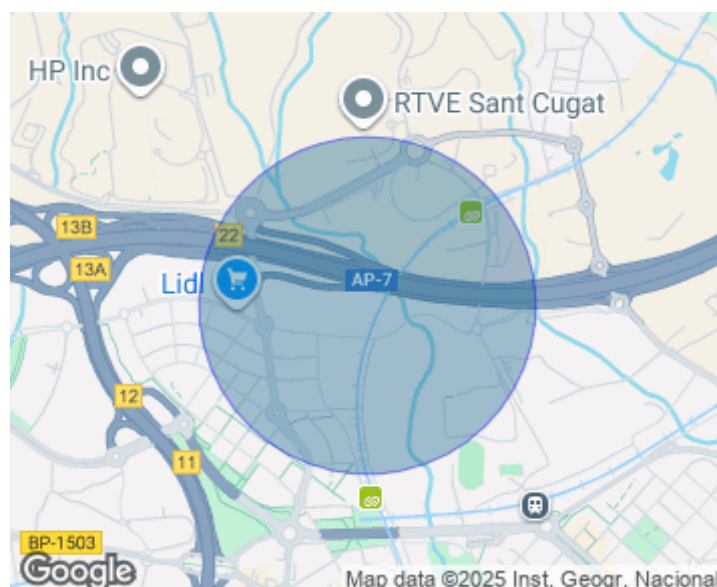 HP Inc
RTVE Sant Cugat
13B
22
13A
Lidl
AP-7
12
11
BP-1503
Google
Map data ©2025 Inst. Geogr. Nacional